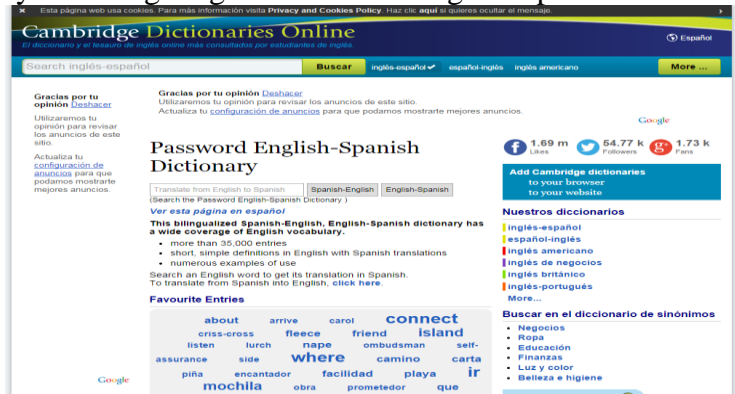 Esta página web usa cookies. Para más información visita Privacy and Cookies Policy. Haz clic aquí si quieres ocultar el mensaje.
Cambridge Dictionaries Online
El diccionario y el tesauro de inglés online más consultados por estudiantes de inglés.
Español
Search inglés-español
Buscar
inglés-español
español-inglés
inglés americano
More ...
Gracias por tu
opinión Deshacer
Utilizaremos tu
opinión para revisar
los anuncios de este
sitio.
Actualiza tu
configuración de
anuncios para que
podamos mostrarte
mejores anuncios.
Google
Gracias por tu opinión Deshacer
Utilizaremos tu opinión para revisar los anuncios de este sitio.
Actualiza tu configuración de anuncios para que podamos mostrarte mejores anuncios.
Google
Password English-Spanish
Dictionary
Translate from English to Spanish
Spanish-English
English-Spanish
(Search the Password English-Spanish Dictionary )
Ver esta página en español
This bilingualized Spanish-English, English-Spanish dictionary has
a wide coverage of English vocabulary.
more than 35,000 entries
short, simple definitions in English with Spanish translations
numerous examples of use
Search an English word to get its translation in Spanish.
To translate from Spanish into English, click here.
Favourite Entries
about arrive carol connect
criss-cross fleece friend island
listen lurch nape ombudsman self-
assurance side where camino carta
piña encantador facilidad playa ir
mochila obra prometedor que
1.69 m
Likes
54.77 k
Followers
1.73 k
Fans
Add Cambridge dictionaries
to your browser
to your website
Nuestros diccionarios
inglés-español
español-inglés
inglés americano
inglés de negocios
inglés británico
inglés-portugués
More...
Buscar en el diccionario de sinónimos
Negocios
Ropa
Educación
Finanzas
Luz y color
Belleza e higiene